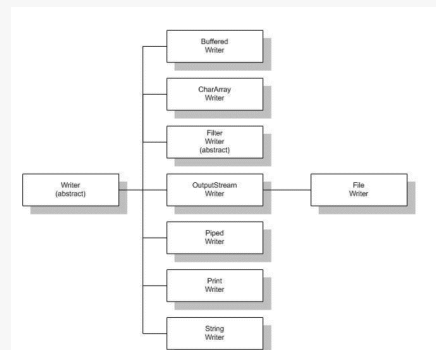 Buffered
Writer
CharArray
Writer
Filter
Writer
(abstract)
Writer
(abstract)
OutputStream
Writer
File
Writer
Piped
Writer
Print
Writer
String
Writer